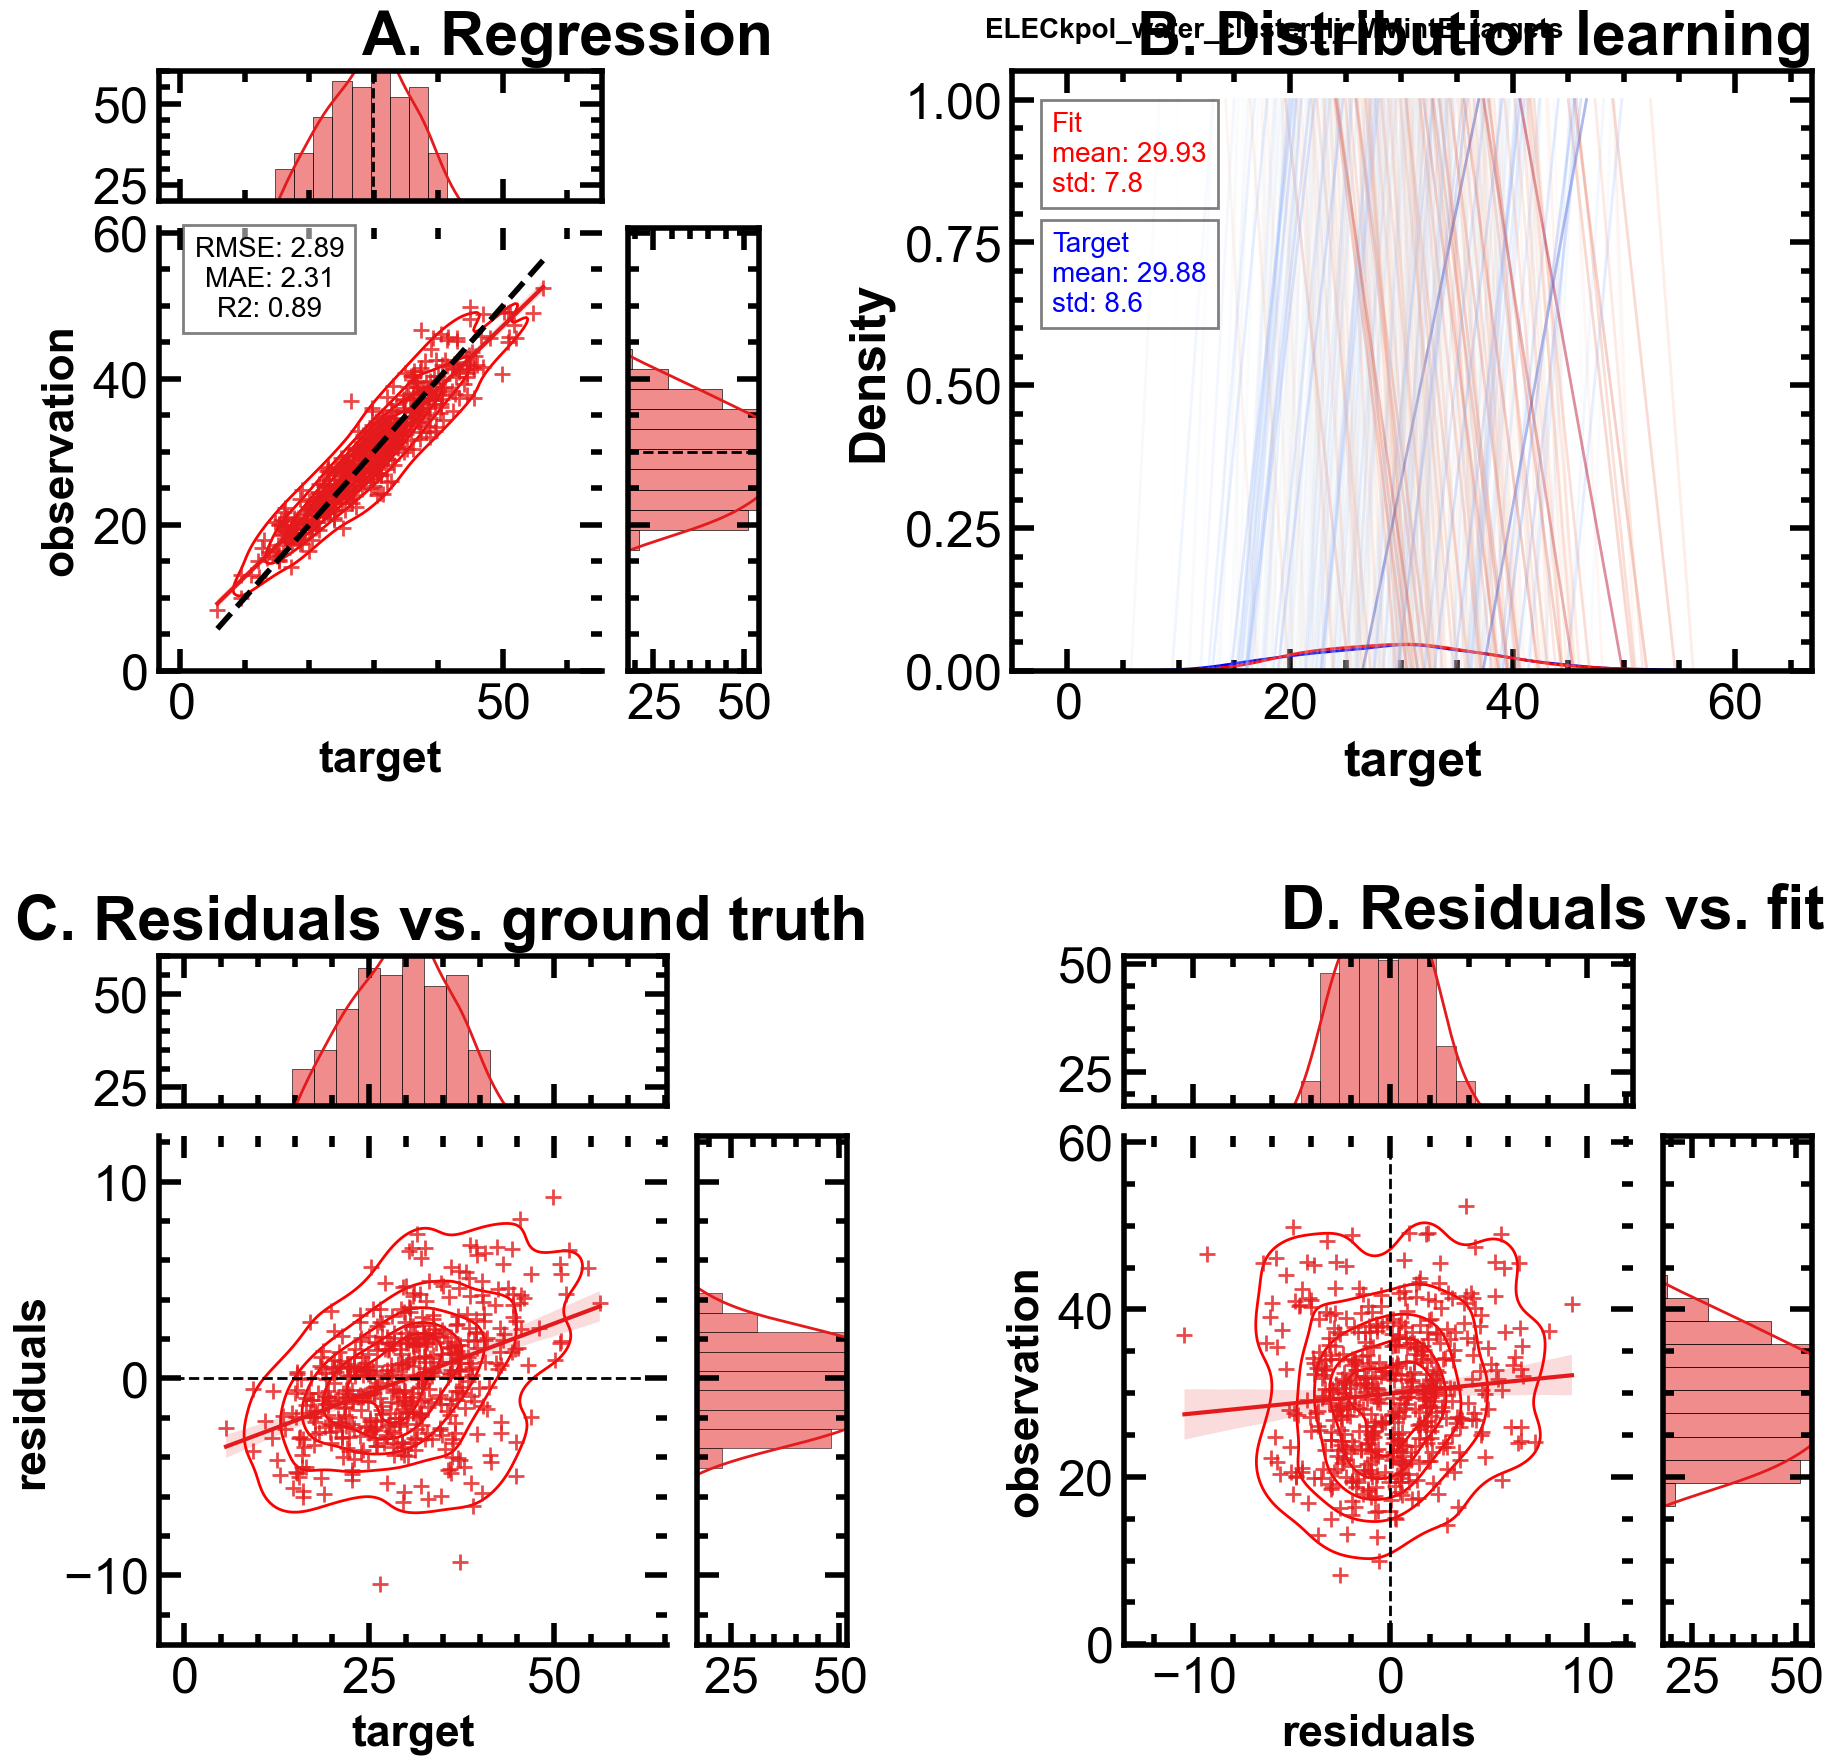 A. Regression
50
25
60
40
20
0
RMSE: 2.89
MAE: 2.31
R2: 0.89
observation
0
50
25
50
target
B. Distribution learning
1.00
0.75
0.50
0.25
0.00
Fit
mean: 29.93
std: 7.8
Target
mean: 29.88
std: 8.6
Density
0
20
40
60
target
C. Residuals vs. ground truth
50
25
10
0
−10
residuals
0
25
50
25
50
target
D. Residuals vs. fit
50
25
60
40
20
0
observation
−10
0
10
25
50
residuals